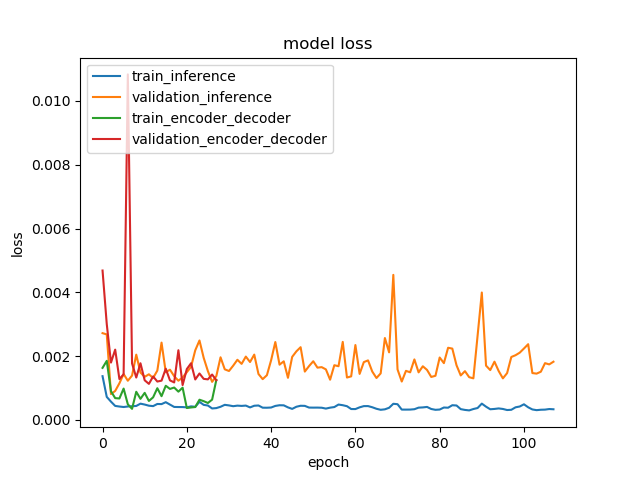 model loss
train_inference
validation_inference
train_encoder_decoder
validation_encoder_decoder
0.010
0.008
0.006
0.004
0.002
0.000
loss
0 20 40 60 80 100
epoch